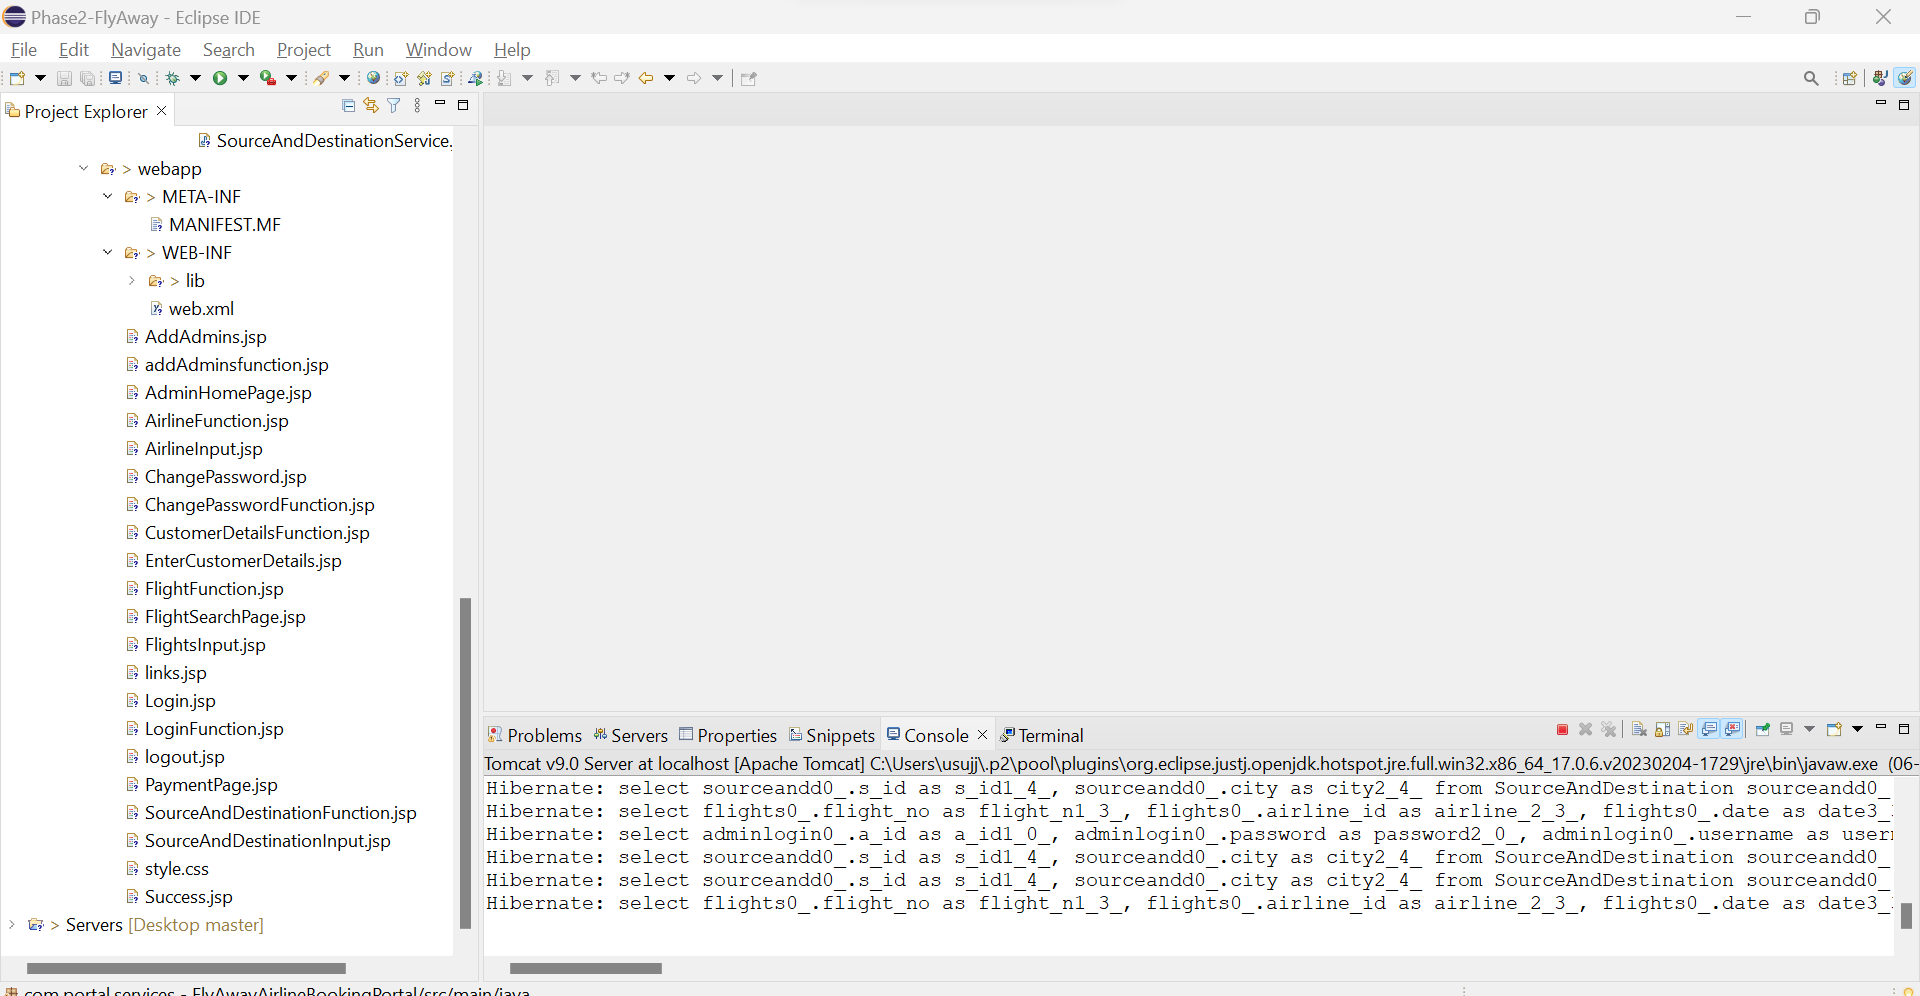 Phase2-FlyAway - Eclipse IDE
File Edit Navigate Search Project Run Window Help
Project Explorer
SourceAndDestinationService.
> webapp
> META-INF
MANIFEST.MF
> WEB-INF
> lib
web.xml
AddAdmins.jsp
addAdminsfunction.jsp
AdminHomePage.jsp
AirlineFunction.jsp
AirlineInput.jsp
ChangePassword.jsp
ChangePasswordFunction.jsp
CustomerDetailsFunction.jsp
EnterCustomerDetails.jsp
FlightFunction.jsp
FlightSearchPage.jsp
FlightsInput.jsp
links.jsp
Login.jsp
LoginFunction.jsp
logout.jsp
PaymentPage.jsp
SourceAndDestinationFunction.jsp
SourceAndDestinationInput.jsp
style.css
Success.jsp
> Servers [Desktop master]
Problems Servers Properties Snippets Console Terminal
Tomcat v9.0 Server at localhost [Apache Tomcat] C:\Users\usujj\.p2\pool\plugins\org.eclipse.justj.openjdk.hotspot.jre.full.win32.x86_64_17.0.6.v20230204-1729\jre\bin\javaw.exe (06-
Hibernate: select sourceandd0_.s_id as s_id1_4_, sourceandd0_.city as city2_4_ from SourceAndDestination sourceandd0_
Hibernate: select flights0_.flight_no as flight_n1_3_, flights0_.airline_id as airline_2_3_, flights0_.date as date3_
Hibernate: select adminlogin0_.a_id as a_id1_0_, adminlogin0_.password as password2_0_, adminlogin0_.username as user
Hibernate: select sourceandd0_.s_id as s_id1_4_, sourceandd0_.city as city2_4_ from SourceAndDestination sourceandd0_
Hibernate: select sourceandd0_.s_id as s_id1_4_, sourceandd0_.city as city2_4_ from SourceAndDestination sourceandd0_
Hibernate: select flights0_.flight_no as flight_n1_3_, flights0_.airline_id as airline_2_3_, flights0_.date as date3_
com.portal.services - FlyAwayAirlineBookingPortal/src/main/java